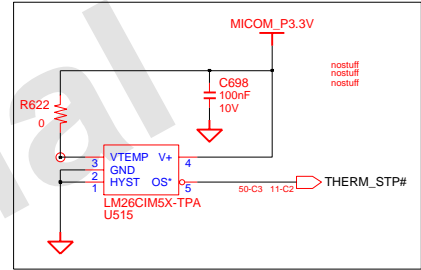 MICOM_P3.3V
nostuff
nostuff
nostuff
C698
100nF
10V
R622
0
VTEMP V+
3 4
GND
2
HYST OS*
1 5
LM26CIM5X-TPA
U515
50-C3 11-C2
THERM_STP#